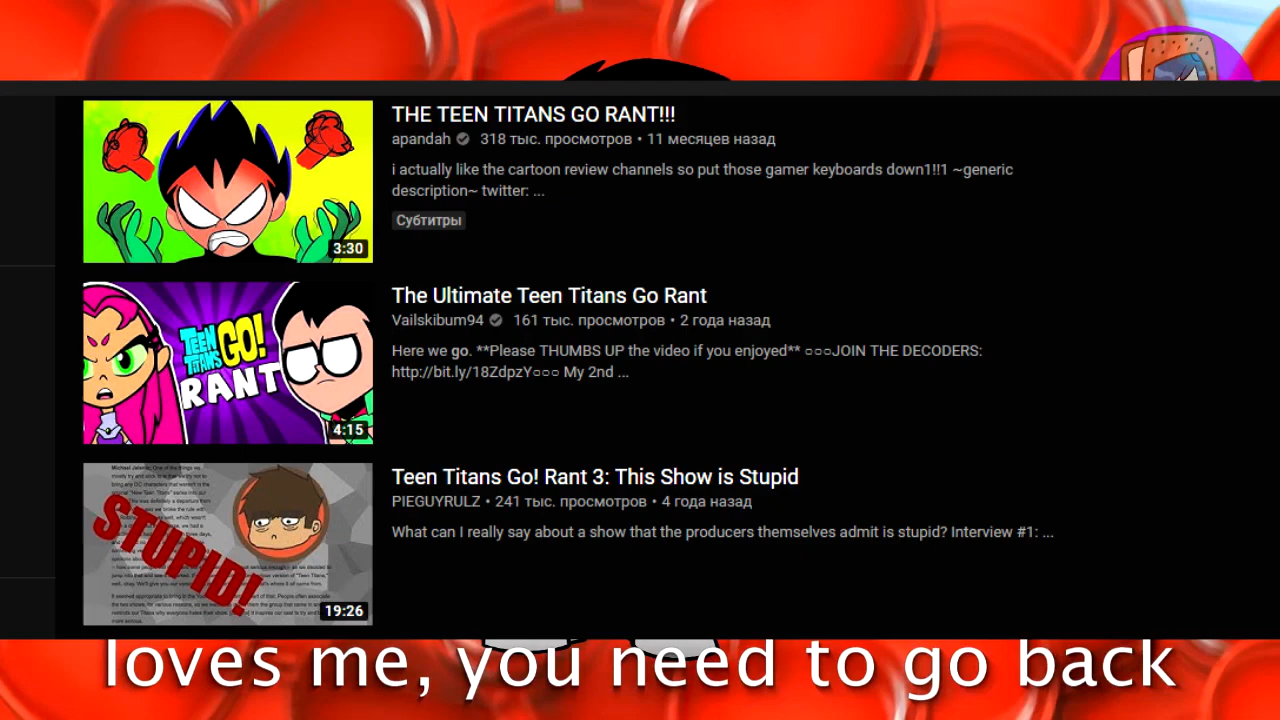 THE TEEN TITANS GO RANT!!!
apandah 318 тыс. просмотров • 11 месяцев назад
i actually like the cartoon review channels so put those gamer keyboards down1!!1 ~generic
description~ twitter: ...
Субтитры
3:30
The Ultimate Teen Titans Go Rant
Vailskibum94 161 тыс. просмотров • 2 года назад
Here we go. **Please THUMBS UP the video if you enjoyed** ○○○JOIN THE DECODERS:
http://bit.ly/18ZdpzY○○○ My 2nd ...
TEEN
TITANS GO!
RANT
4:15
Teen Titans Go! Rant 3: This Show is Stupid
PIEGUYRULZ • 241 тыс. просмотров • 4 года назад
What can I really say about a show that the producers themselves admit is stupid? Interview #1: ...
STUPID!
19:26
loves me, you need to go back